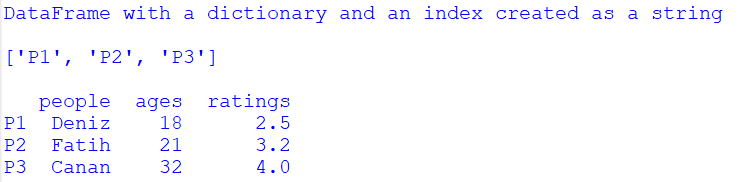 DataFrame with a dictionary and an index created as a string
['P1', 'P2', 'P3']
people ages ratings
P1 Deniz 18 2.5
P2 Fatih 21 3.2
P3 Canan 32 4.0